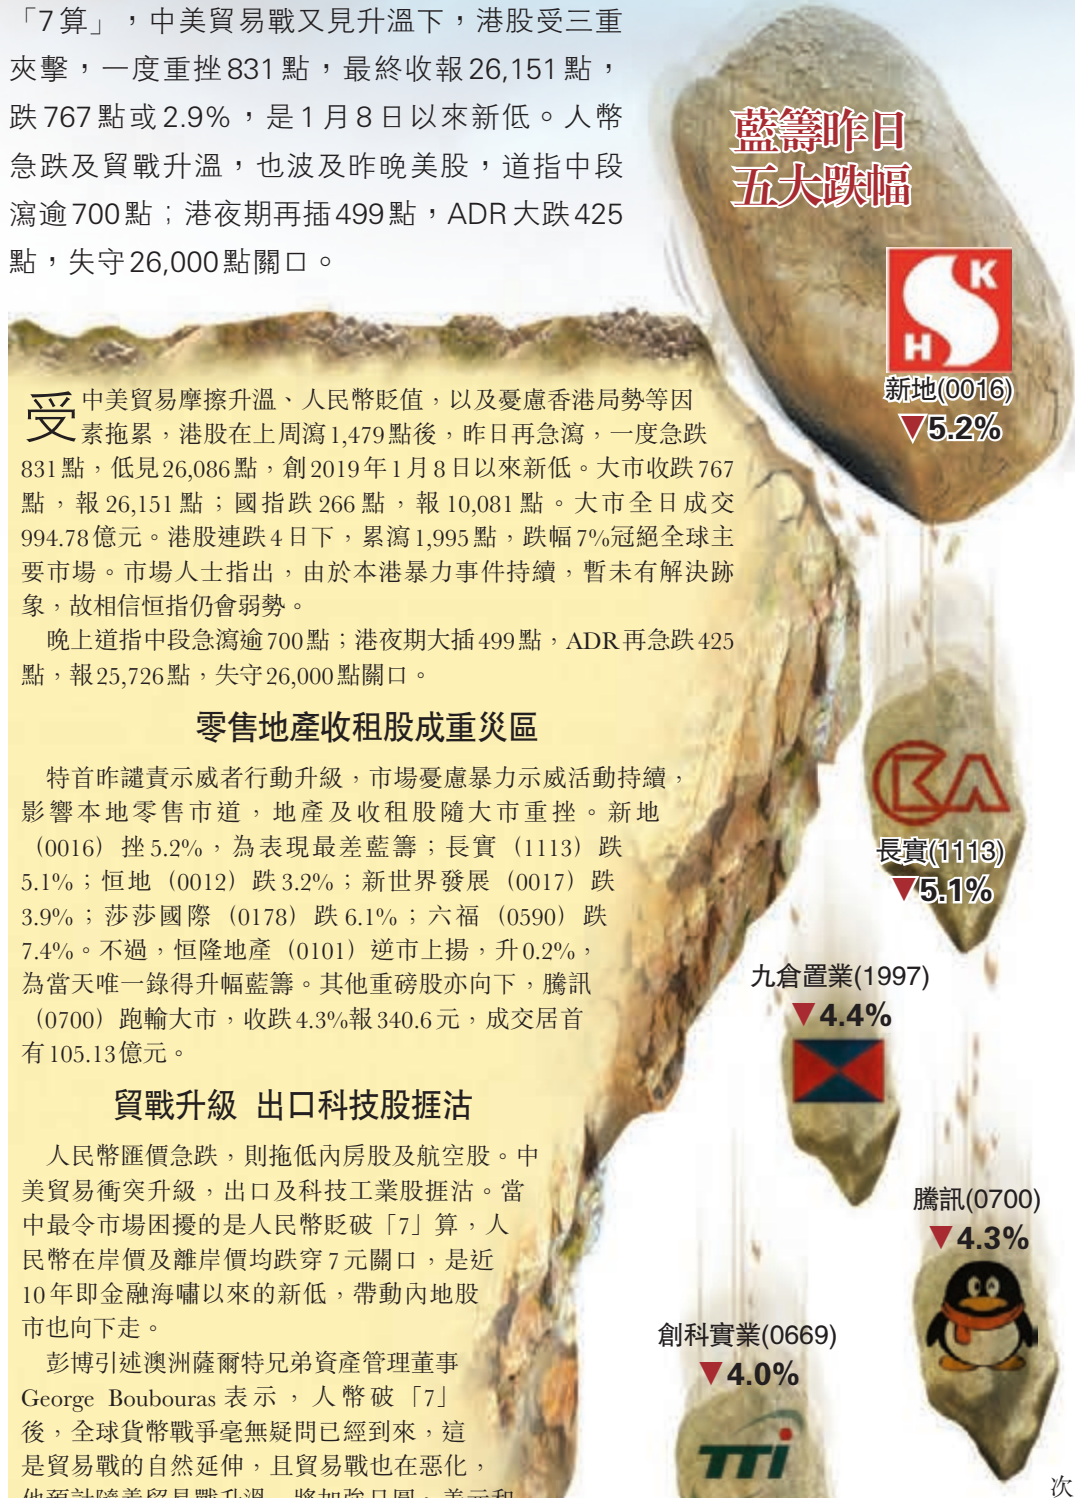 「7算」，中美貿易戰又見升溫下，港股受三重
夾擊，一度重挫831點，最終收報26,151點，
跌767點或2.9%，是1月8日以來新低。人幣
急跌及貿戰升溫，也波及昨晚美股，道指中段
瀉逾700點；港夜期再插499點，ADR大跌425
點，失守26,000點關口。
藍籌昨日
五大跌幅
S K H
新地(0016)
▼5.2%
長實(1113)
▼5.1%
九倉置業(1997)
▼4.4%
騰訊(0700)
▼4.3%
創科實業(0669)
▼4.0%
TTi
受中美貿易摩擦升溫、人民幣貶值，以及憂慮香港局勢等因
素拖累，港股在上周瀉1,479點後，昨日再急瀉，一度急跌
831點，低見26,086點，創2019年1月8日以來新低。大市收跌767
點，報26,151點；國指跌266點，報10,081點。大市全日成交
994.78億元。港股連跌4日下，累瀉1,995點，跌幅7%冠絕全球主
要市場。市場人士指出，由於本港暴力事件持續，暫未有解決跡
象，故相信恒指仍會弱勢。
晚上道指中段急瀉逾700點；港夜期大插499點，ADR再急跌425
點，報25,726點，失守26,000點關口。
零售地產收租股成重災區
特首昨譴責示威者行動升級，市場憂慮暴力示威活動持續，
影響本地零售市道，地產及收租股隨大市重挫。新地
（0016）挫5.2%，為表現最差藍籌；長實（1113）跌
5.1%；恒地（0012）跌3.2%；新世界發展（0017）跌
3.9%；莎莎國際（0178）跌6.1%；六福（0590）跌
7.4%。不過，恒隆地產（0101）逆市上揚，升0.2%，
為當天唯一錄得升幅藍籌。其他重磅股亦向下，騰訊
（0700）跑輸大市，收跌4.3%報340.6元，成交居首
有105.13億元。
貿戰升級 出口科技股捱沽
人民幣匯價急跌，則拖低內房股及航空股。中
美貿易衝突升級，出口及科技工業股捱沽。當
中最令市場困擾的是人民幣貶破「7」算，人
民幣在岸價及離岸價均跌穿7元關口，是近
10年即金融海嘯以來的新低，帶動內地股
市也向下走。
彭博引述澳洲薩爾特兄弟資產管理董事
George Boubouras表示，人幣破「7」
後，全球貨幣戰爭毫無疑問已經到來，這
是貿易戰的自然延伸，且貿易戰也在惡化，
他預計隨美貿易戰升溫，將加強日圓、美元和
次